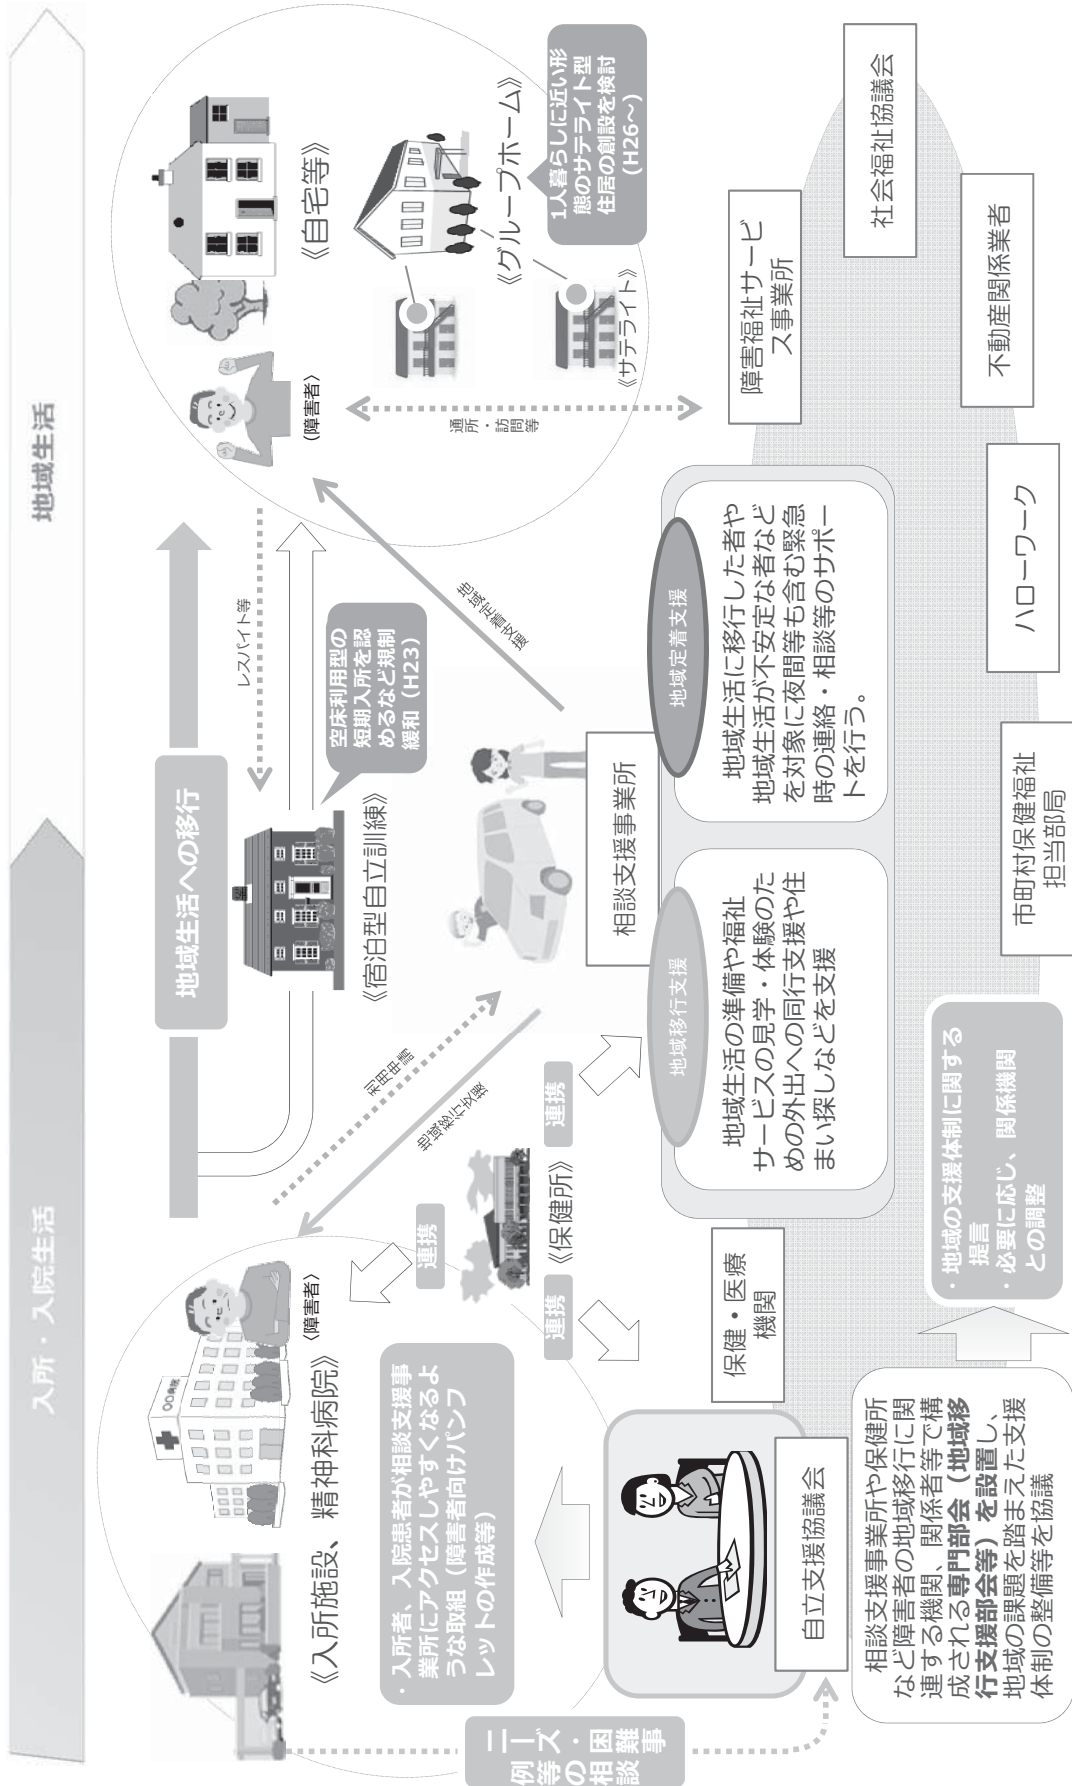 入所・入院生活
地域生活
地域生活への移行
○○病院
〈障害者〉
《入所施設、精神科病院》
・入所者、入院患者が相談支援事
業所にアクセスしやすくなるよ
うな取組（障害者向けパンフ
レットの作成等）
ニーズ・困難事
例等の相談
《宿泊型自立訓練》
空床利用型の
短期入所を認
めるなど規制
緩和（H23）
レスパイト等
（障害者）
《自宅等》
《グループホーム》
《サテライト》
1人暮らしに近い形
態のサテライト型
住居の創設を検討
（H26～）
利用申請
地域移行支援
地域定着支援
通所・訪問等
連携
連携
連携
《保健所》
相談支援事業所
地域移行支援
地域生活の準備や福祉
サービスの見学・体験のた
めの外出への同行支援や住
まい探しなどを支援
地域定着支援
地域生活に移行した者や
地域生活が不安定な者など
を対象に夜間等も含む緊急
時の連絡・相談等のサポー
トを行う。
自立支援協議会
保健・医療
機関
市町村保健福祉
担当部局
ハローワーク
不動産関係業者
社会福祉協議会
障害福祉サービ
ス事業所
相談支援事業所や保健所
など障害者の地域移行に関
連する機関、関係者等で構
成される専門部会（地域移
行支援部会等）を設置し、
地域の課題を踏まえた支援
体制の整備等を協議
・地域の支援体制に関する
提言
・必要に応じ、関係機関
との調整